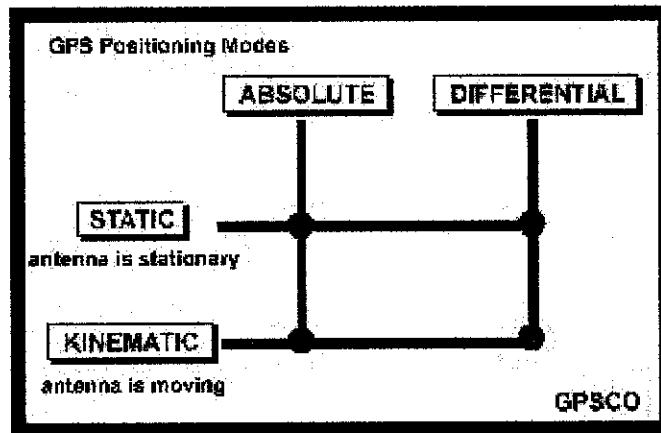 GPS Positioning Modes
ABSOLUTE DIFFERENTIAL
STATIC
antenna is stationary
KINEMATIC
antenna is moving
GPSCO